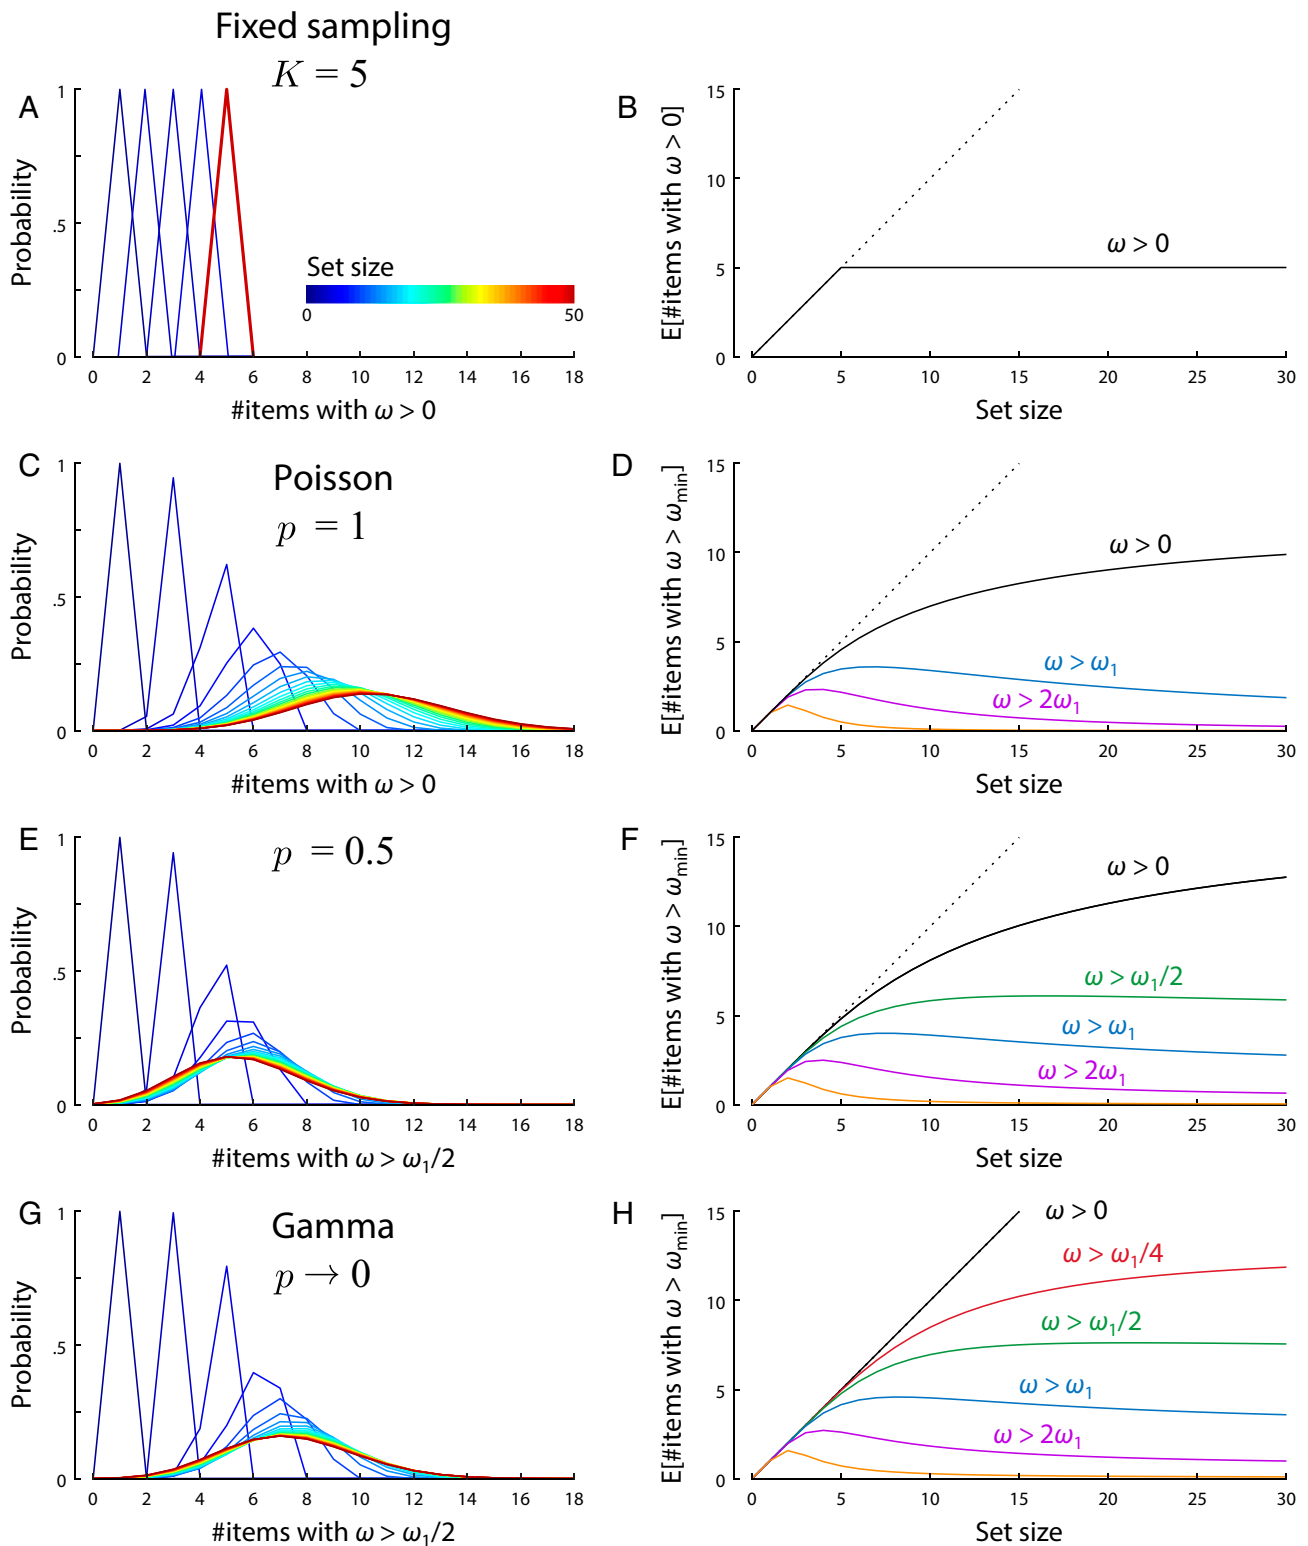 Fixed sampling
K = 5
A
1
.5
0
Probability
Set size
0 50
0 2 4 6 8 10 12 14 16 18
#items with ω > 0
B
15
10
5
0
E[#items with ω > 0]
ω > 0
0 5 10 15 20 25 30
Set size
C
1
.5
0
Probability
Poisson
p = 1
0 2 4 6 8 10 12 14 16 18
#items with ω > 0
D
15
10
5
0
E[#items with ω > ωmin]
ω > 0
ω > ω1
ω > 2ω1
0 5 10 15 20 25 30
Set size
E
1
.5
0
Probability
p = 0.5
0 2 4 6 8 10 12 14 16 18
#items with ω > ω1/2
F
15
10
5
0
E[#items with ω > ωmin]
ω > 0
ω > ω1/2
ω > ω1
ω > 2ω1
0 5 10 15 20 25 30
Set size
G
1
.5
0
Probability
Gamma
p → 0
0 2 4 6 8 10 12 14 16 18
#items with ω > ω1/2
H
15
10
5
0
E[#items with ω > ωmin]
ω > 0
ω > ω1/4
ω > ω1/2
ω > ω1
ω > 2ω1
0 5 10 15 20 25 30
Set size